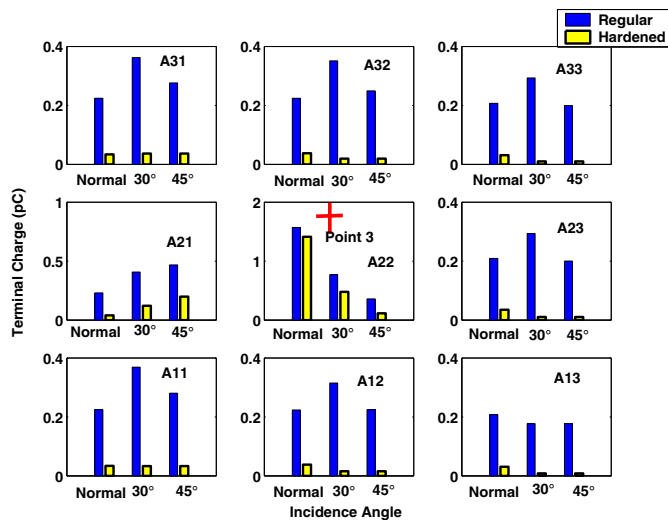 Regular
Hardened
0.4
A31
0.2
0
Normal 30° 45°
0.4
A32
0.2
0
Normal 30° 45°
0.4
A33
0.2
0
Normal 30° 45°
Terminal Charge (pC)
1
A21
0.5
0
Normal 30° 45°
2
Point 3
1
A22
0
Normal 30° 45°
0.4
A23
0.2
0
Normal 30° 45°
0.4
A11
0.2
0
Normal 30° 45°
0.4
A12
0.2
0
Normal 30° 45°
0.4
A13
0.2
0
Normal 30° 45°
Incidence Angle